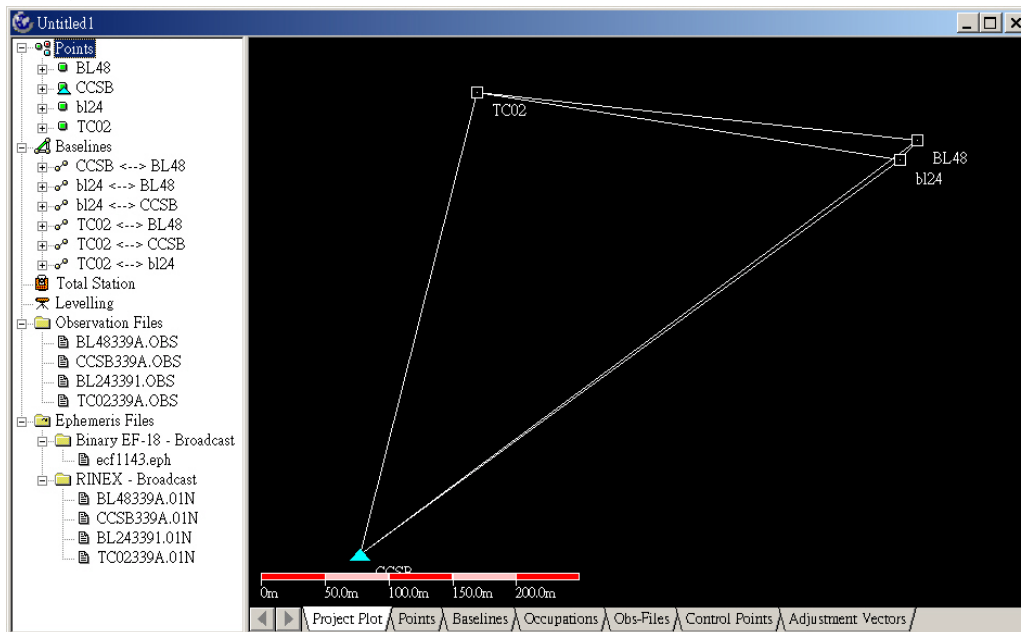 Untitled1
Points
BL48
CCSB
bl24
TC02
Baselines
CCSB <--> BL48
bl24 <--> BL48
bl24 <--> CCSB
TC02 <--> BL48
TC02 <--> CCSB
TC02 <--> bl24
Total Station
Levelling
Observation Files
BL48339A.OBS
CCSB339A.OBS
BL243391.OBS
TC02339A.OBS
Ephemeris Files
Binary EF-18 - Broadcast
ecf1143.eph
RINEX - Broadcast
BL48339A.01N
CCSB339A.01N
BL243391.01N
TC02339A.01N
TC02
BL48
bl24
CCSB
0m 50.0m 100.0m 150.0m 200.0m
Project Plot Points Baselines Occupations Obs-Files Control Points Adjustment Vectors